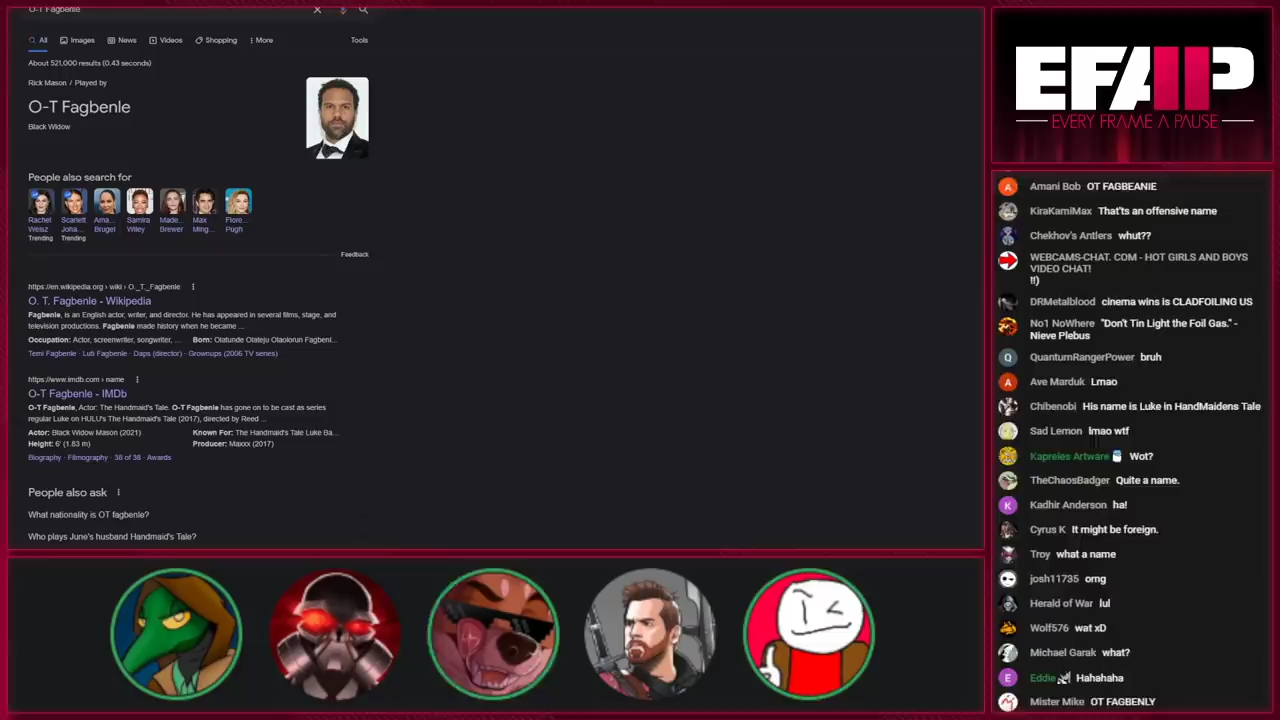 O-T Fagbenle
All Images News Videos Shopping More Tools
About 521,000 results (0.43 seconds)
Rick Mason / Played by
O-T Fagbenle
Black Widow
People also search for
Rachel Weisz Trending
Scarlett Joha... Trending
Ama... Brugel
Samira Wiley
Made... Brewer
Max Ming...
Flore... Pugh
Feedback
https://en.wikipedia.org › wiki › O._T._Fagbenle
O. T. Fagbenle - Wikipedia
Fagbenle, is an English actor, writer, and director. He has appeared in several films, stage, and
television productions. Fagbenle made history when he became ...
Occupation: Actor, screenwriter, songwriter, ... Born: Olatunde Olateju Olaolorun Fagbenl...
Temi Fagbenle · Luti Fagbenle · Daps (director) · Grownups (2006 TV series)
https://www.imdb.com › name
O-T Fagbenle - IMDb
O-T Fagbenle, Actor: The Handmaid's Tale. O-T Fagbenle has gone on to be cast as series
regular Luke on HULU's The Handmaid's Tale (2017), directed by Reed ...
Actor: Black Widow Mason (2021) Known For: The Handmaid's Tale Luke Ba...
Height: 6' (1.83 m) Producer: Maxxx (2017)
Biography · Filmography · 38 of 38 · Awards
People also ask
What nationality is OT fagbenle?
Who plays June's husband Handmaid's Tale?
EFAP
EVERY FRAME A PAUSE
Amani Bob OT FAGBEANIE
KiraKamiMax That'ts an offensive name
Chekhov's Antlers whut??
WEBCAMS-CHAT. COM - HOT GIRLS AND BOYS
VIDEO CHAT!
!!)
DRMetalblood cinema wins is CLADFOILING US
No1 NoWhere "Don't Tin Light the Foil Gas." -
Nieve Plebus
Q QuantumRangerPower bruh
A Ave Marduk Lmao
Chibenobi His name is Luke in HandMaidens Tale
Sad Lemon lmao wtf
Kapreles Artware Wot?
TheChaosBadger Quite a name.
K Kadhir Anderson ha!
Cyrus K It might be foreign.
Troy what a name
josh11735 omg
Herald of War lul
Wolf576 wat xD
Michael Garak what?
E Eddie Hahahaha
Mister Mike OT FAGBENLY